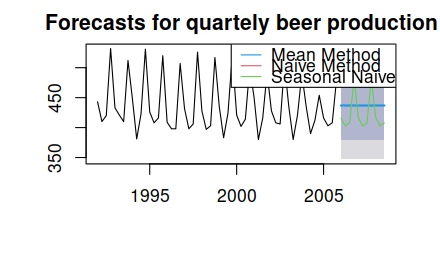 Forecasts for quartely beer production
Mean Method
Naive Method
Seasonal Naive
450
350
1995
2000
2005